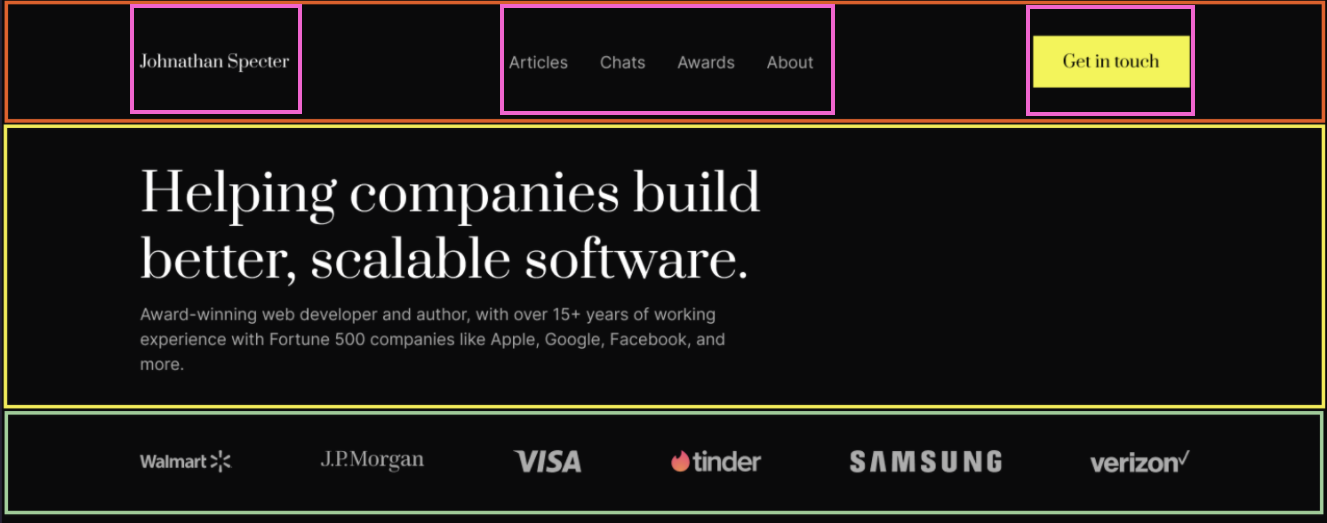 Johnathan Specter
Articles Chats Awards About
Get in touch
Helping companies build
better, scalable software.
Award-winning web developer and author, with over 15+ years of working
experience with Fortune 500 companies like Apple, Google, Facebook, and
more.
Walmart J.P.Morgan VISA tinder SAMSUNG verizon